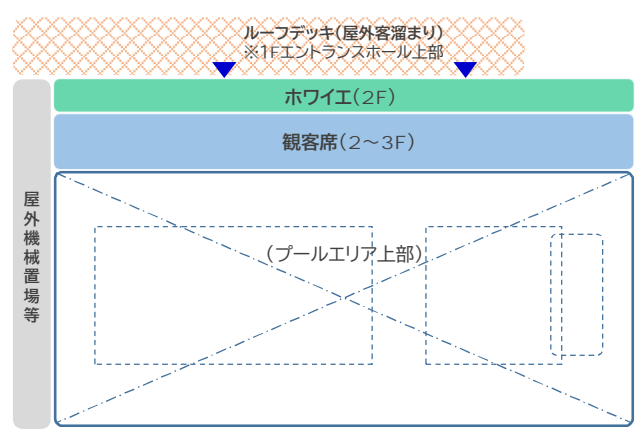 ルーフデッキ(屋外客溜まり)
※1Fエントランスホール上部
ホワイエ(2F)
観客席(2～3F)
屋外機械置場等
(プールエリア上部)